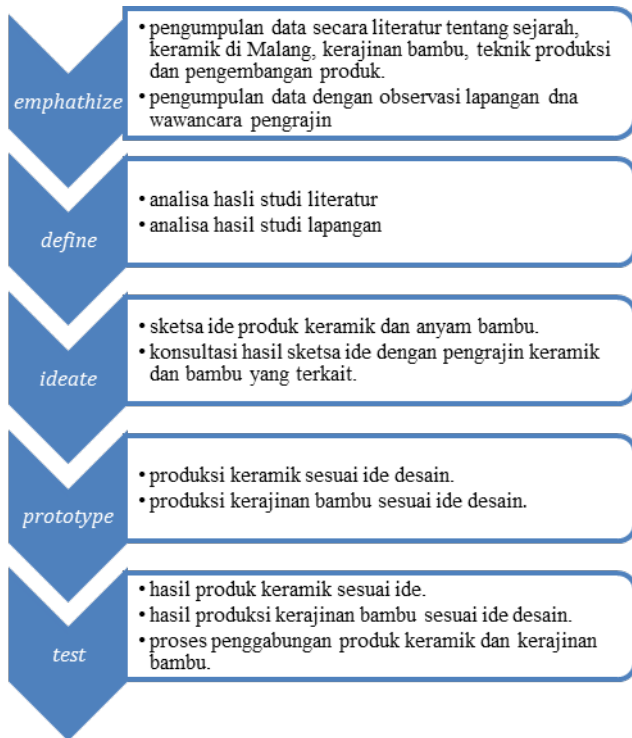 emphathize
• pengumpulan data secara literatur tentang sejarah,
keramik di Malang, kerajinan bambu, teknik produksi
dan pengembangan produk.
• pengumpulan data dengan observasi lapangan dna
wawancara pengrajin
define
• analisa hasli studi literatur
• analisa hasil studi lapangan
ideate
• sketsa ide produk keramik dan anyam bambu.
• konsultasi hasil sketsa ide dengan pengrajin keramik
dan bambu yang terkait.
prototype
• produksi keramik sesuai ide desain.
• produksi kerajinan bambu sesuai ide desain.
test
• hasil produk keramik sesuai ide.
• hasil produksi kerajinan bambu sesuai ide desain.
• proses penggabungan produk keramik dan kerajinan
bambu.